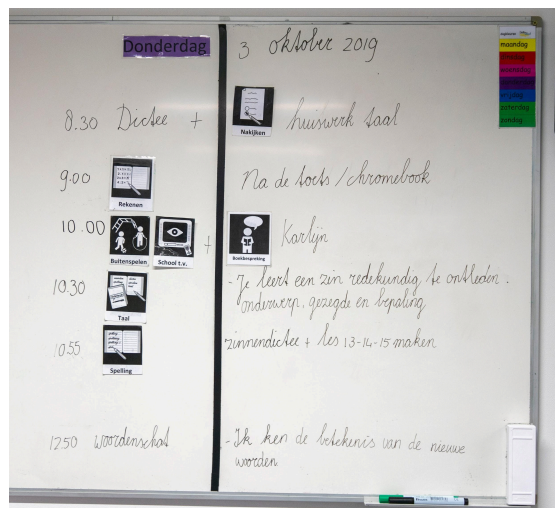 Donderdag 3 oktober 2019
maandag
zaterdag
zondag
8.30 Dictee + Nakijken huiswerk taal
9.00 Rekenen Na de toets / chromebook
10.00 Buitenspelen School t.v. + Boekbespreking Karlijn
10.30 Taal - Je leert een zin redekundig te ontleden.
onderwerp, gezegde en bepaling
10.55 Spelling zinnendictee + les 13-14-15 maken
12.50 woordenschat - Ik ken de betekenis van de nieuwe
woorden